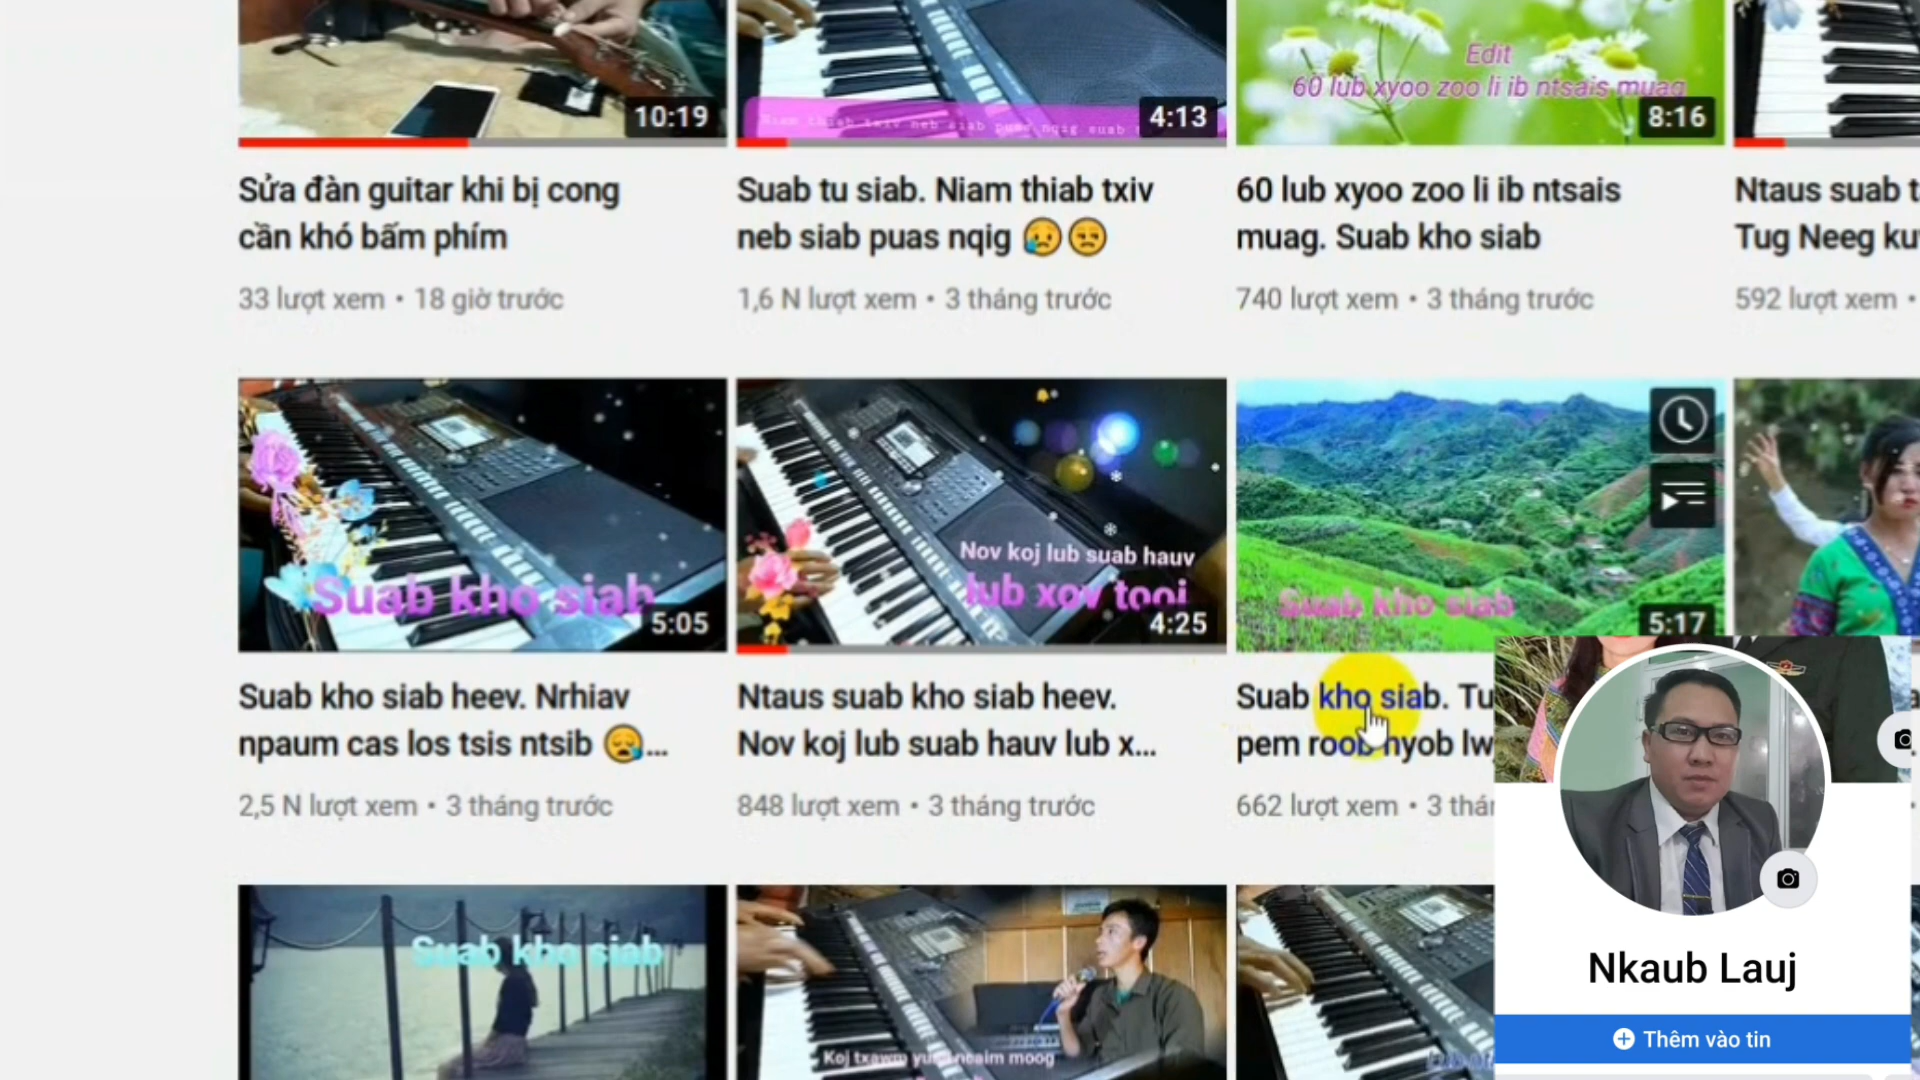 Edit
60 lub xyoo zoo li ib ntsais muag
10:19
4:13
8:16
Sửa đàn guitar khi bị cong
cần khó bấm phím
33 lượt xem • 18 giờ trước
Suab tu siab. Niam thiab txiv
neb siab puas nqig 😥😒
1,6 N lượt xem • 3 tháng trước
60 lub xyoo zoo li ib ntsais
muag. Suab kho siab
740 lượt xem • 3 tháng trước
Ntaus suab
Tug Neeg
592 lượt xem •
Suab kho siab
5:05
Nov koj lub suab hauv
lub xov tooj
4:25
Suab kho siab
5:17
Suab kho siab heev. Nrhiav
npaum cas los tsis ntsib 😪...
2,5 N lượt xem • 3 tháng trước
Ntaus suab kho siab heev.
Nov koj lub suab hauv lub x...
848 lượt xem • 3 tháng trước
Suab kho siab. Tu
pem roob nyob lw
662 lượt xem • 3 thá
Suab kho siab
Koj txawm
Nkaub Lauj
Thêm vào tin